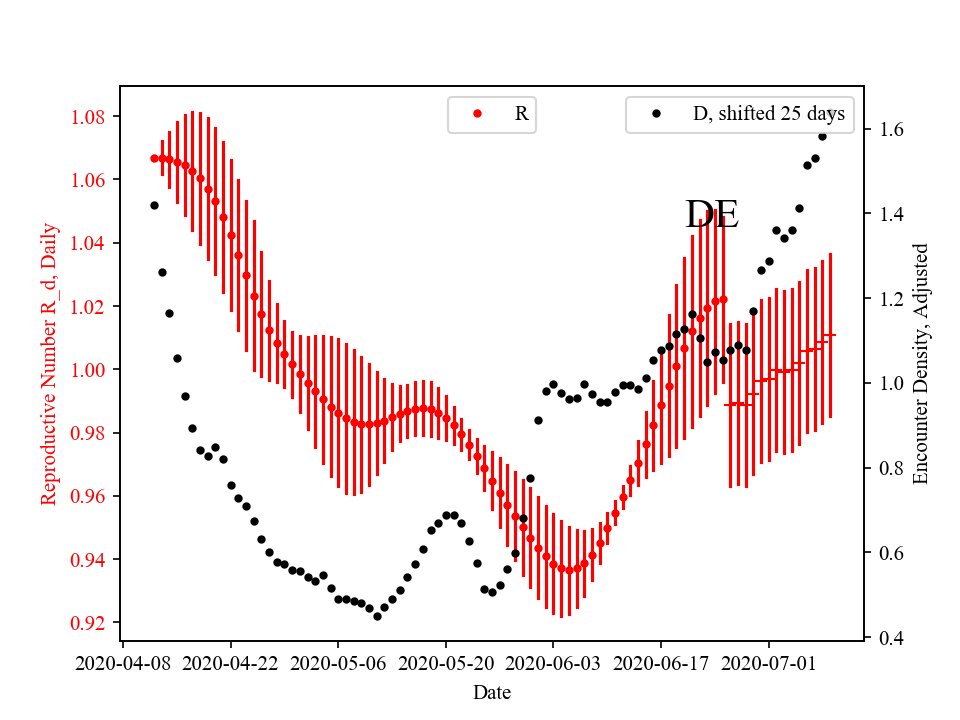 R
D, shifted 25 days
DE
Reproductive Number R_d, Daily
1.08
1.06
1.04
1.02
1.00
0.98
0.96
0.94
0.92
1.6
1.4
1.2
1.0
0.8
0.6
0.4
Encounter Density, Adjusted
2020-04-08 2020-04-22 2020-05-06 2020-05-20 2020-06-03 2020-06-17 2020-07-01
Date